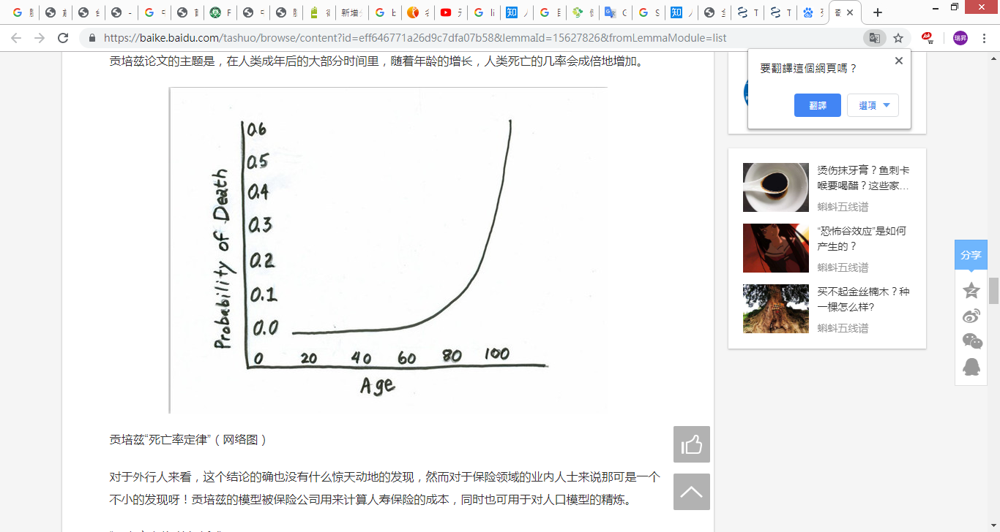 新增
https://baike.baidu.com/tashuo/browse/content?id=eff646771a26d9c7dfa07b58&lemmaId=15627826&fromLemmaModule=list
瑞昇
要翻譯這個網頁嗎？
翻譯
選項
贡培兹论文的主题是，在人类成年后的大部分时间里，随着年龄的增长，人类死亡的几率会成倍地增加。
Probability of Death
0.6
0.5
0.4
0.3
0.2
0.1
0.0
0 20 40 60 80 100
Age
贡培兹“死亡率定律”（网络图）
对于外行人来看，这个结论的确也没有什么惊天动地的发现，然而对于保险领域的业内人士来说那可是一个
不小的发现呀！贡培兹的模型被保险公司用来计算人寿保险的成本，同时也可用于对人口模型的精炼。
烫伤抹牙膏？鱼刺卡
喉要喝醋？这些家...
蝌蚪五线谱
“恐怖谷效应”是如何
产生的？
蝌蚪五线谱
买不起金丝楠木？种
一棵怎么样?
蝌蚪五线谱
分享